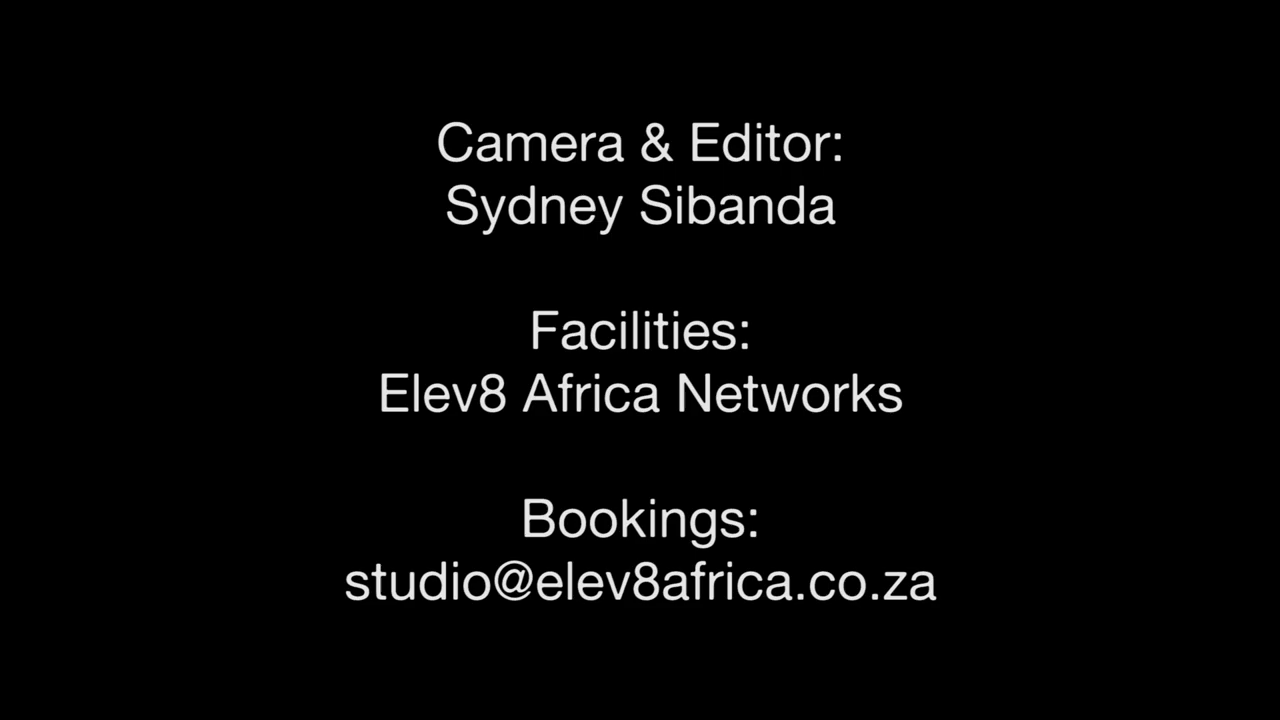 Camera & Editor:
Sydney Sibanda
Facilities:
Elev8 Africa Networks
Bookings:
studio@elev8africa.co.za